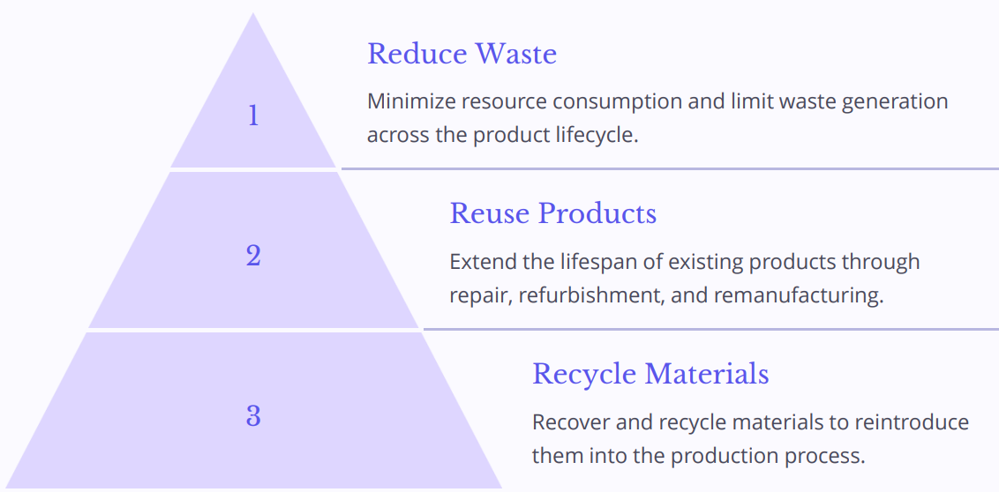 1
Reduce Waste
Minimize resource consumption and limit waste generation
across the product lifecycle.
2
Reuse Products
Extend the lifespan of existing products through
repair, refurbishment, and remanufacturing.
3
Recycle Materials
Recover and recycle materials to reintroduce
them into the production process.